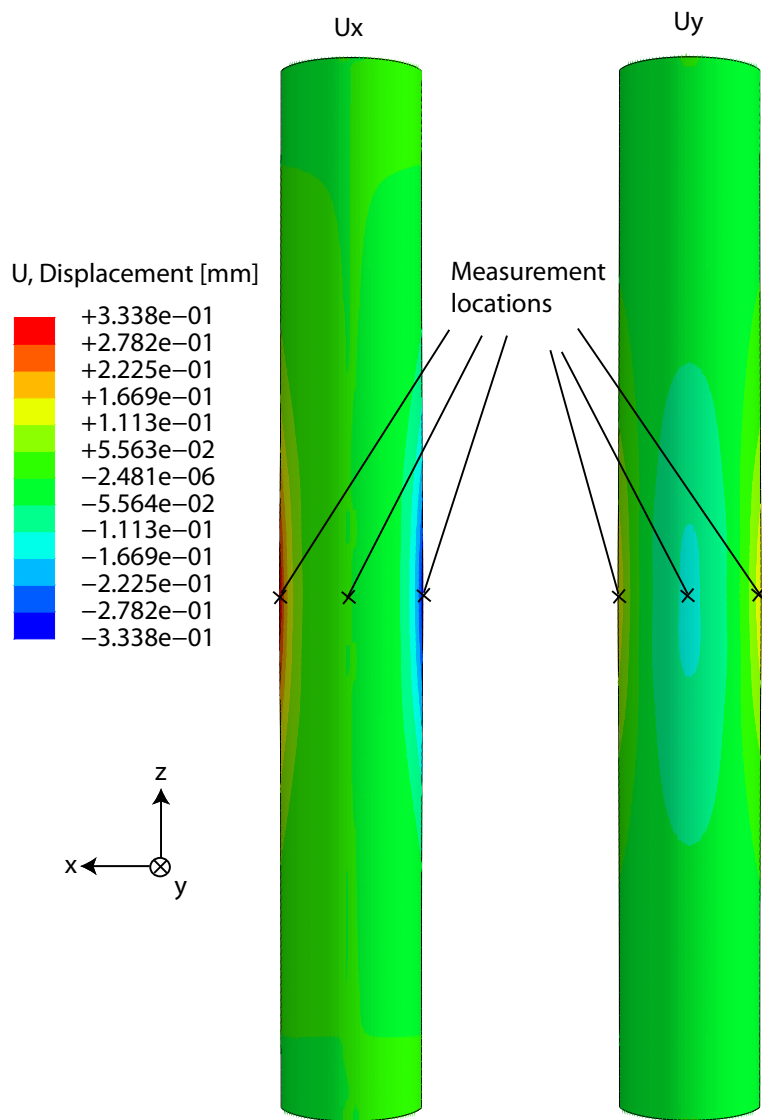 Ux
Uy
U, Displacement [mm]
+3.338e−01
+2.782e−01
+2.225e−01
+1.669e−01
+1.113e−01
+5.563e−02
−2.481e−06
−5.564e−02
−1.113e−01
−1.669e−01
−2.225e−01
−2.782e−01
−3.338e−01
Measurement
locations
z
x
y